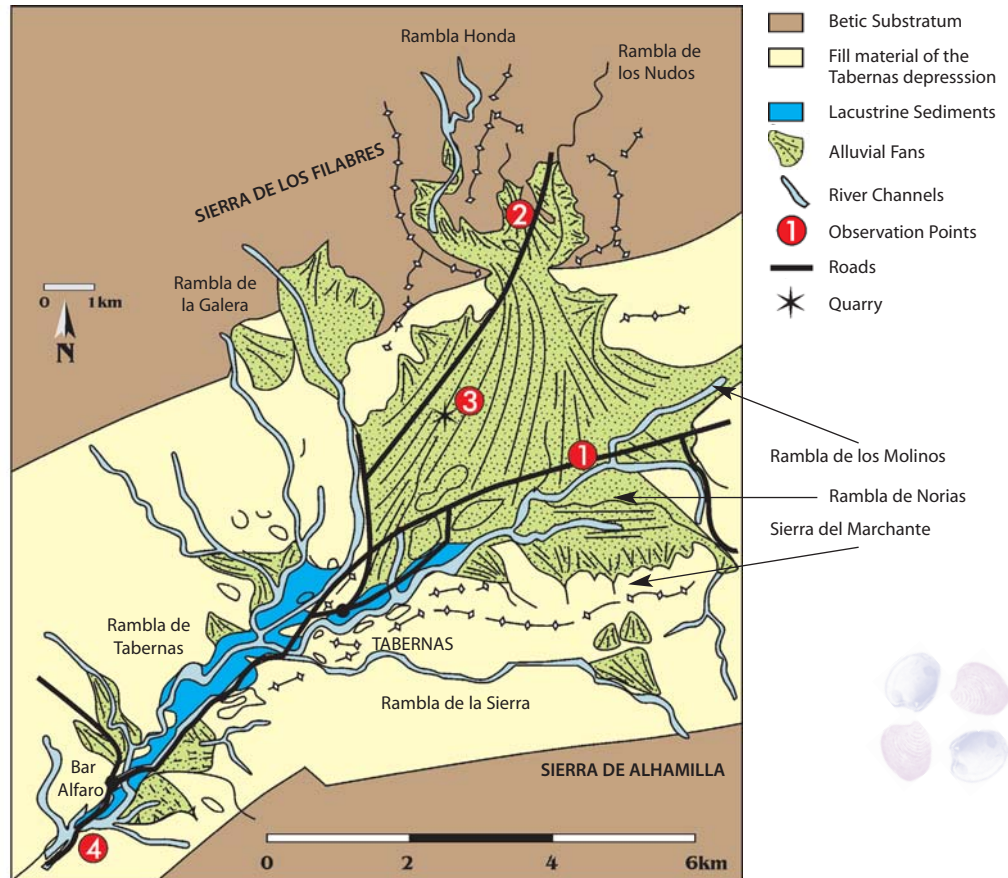 Rambla Honda
Rambla de
los Nudos
SIERRA DE LOS FILABRES
Rambla de
la Galera
0 1km
N
2
3
1
Rambla de
Tabernas
TABERNAS
Rambla de la Sierra
Bar
Alfaro
SIERRA DE ALHAMILLA
4
0 2 4 6km
Betic Substratum
Fill material of the
Tabernas depresssion
Lacustrine Sediments
Alluvial Fans
River Channels
1 Observation Points
Roads
Quarry
Rambla de los Molinos
Rambla de Norias
Sierra del Marchante